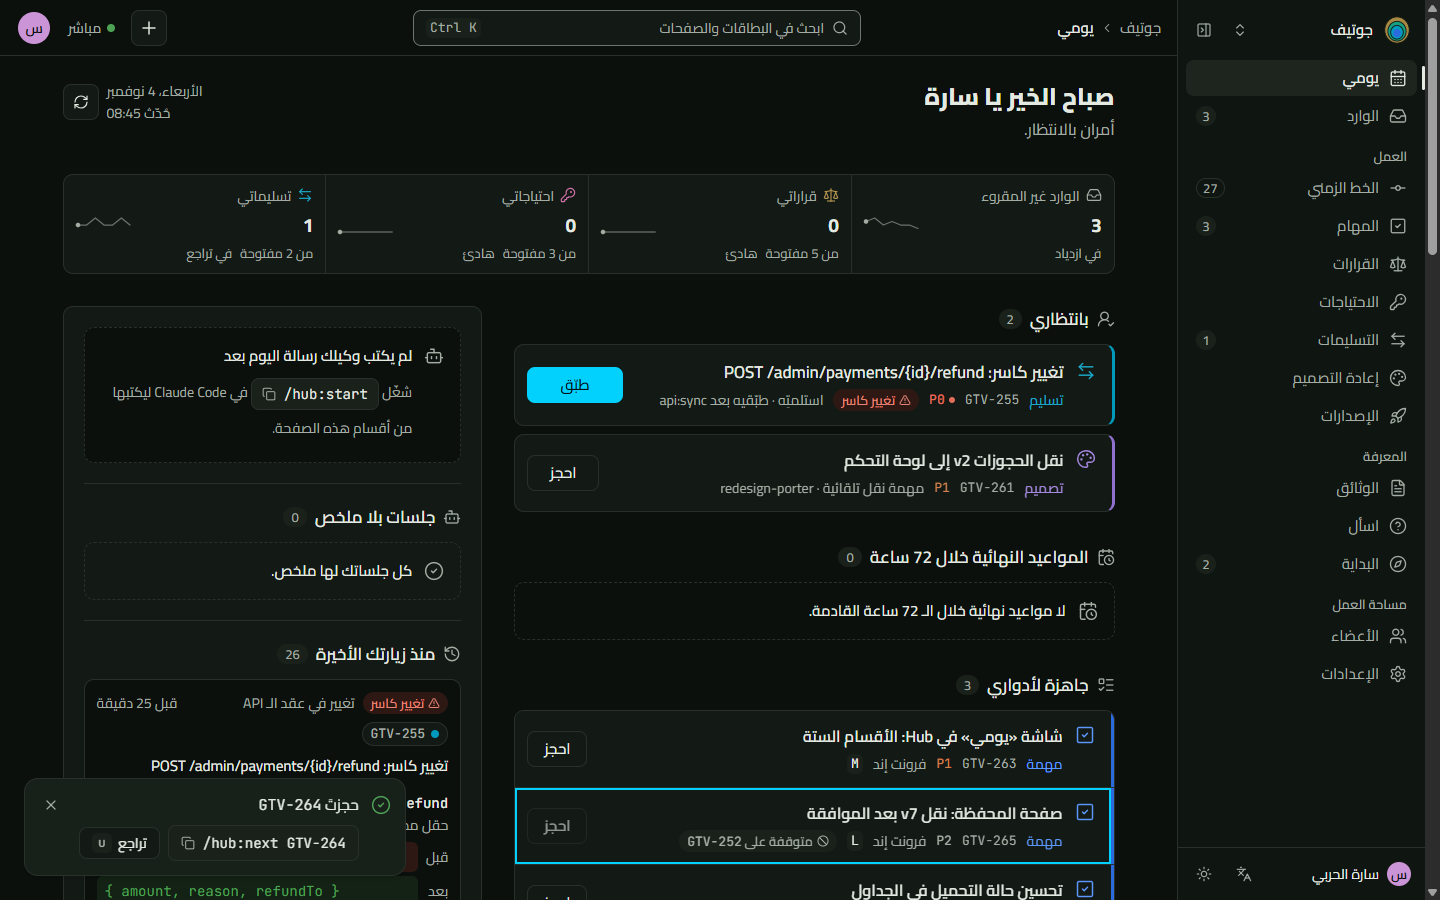 جوتيف
يومي
الوارد
3
العمل
الخط الزمني
27
المهام
3
القرارات
الاحتياجات
التسليمات
1
إعادة التصميم
الإصدارات
المعرفة
الوثائق
اسأل
البداية
2
مساحة العمل
الأعضاء
الإعدادات
سارة الحربي
س
جوتيف
يومي
ابحث في البطاقات والصفحات
Ctrl K
مباشر
س
صباح الخير يا سارة
أمران بالانتظار.
الأربعاء، 4 نوفمبر
حُدّث 08:45
الوارد غير المقروء
3
في ازدياد
قراراتي
0
من 5 مفتوحة هادئ
احتياجاتي
0
من 3 مفتوحة هادئ
تسليماتي
1
من 2 مفتوحة في تراجع
بانتظاري 2
تغيير كاسر: POST /admin/payments/{id}/refund
تسليم GTV-255 P0 تغيير كاسر استلمتِه · طبّقيه بعد api:sync
طبّق
نقل الحجوزات v2 إلى لوحة التحكم
تصميم GTV-261 P1 مهمة نقل تلقائية · redesign-porter
احجز
المواعيد النهائية خلال 72 ساعة 0
لا مواعيد نهائية خلال الـ 72 ساعة القادمة.
جاهزة لأدواري 3
شاشة «يومي» في Hub: الأقسام الستة
مهمة GTV-263 P1 فرونت إند M
احجز
صفحة المحفظة: نقل v7 بعد الموافقة
مهمة GTV-265 P2 فرونت إند L متوقفة على GTV-252
احجز
تحسين حالة التحميل في الجداول
لم يكتب وكيلك رسالة اليوم بعد
شغّل /hub:start في Claude Code ليكتبها
من أقسام هذه الصفحة.
جلسات بلا ملخص 0
كل جلساتك لها ملخص.
منذ زيارتك الأخيرة 26
تغيير كاسر تغيير في عقد الـ API قبل 25 دقيقة
GTV-255
تغيير كاسر: POST /admin/payments/{id}/refund
قبل
بعد { amount, reason, refundTo }
حجزتَ GTV-264
/hub:next GTV-264
تراجع U